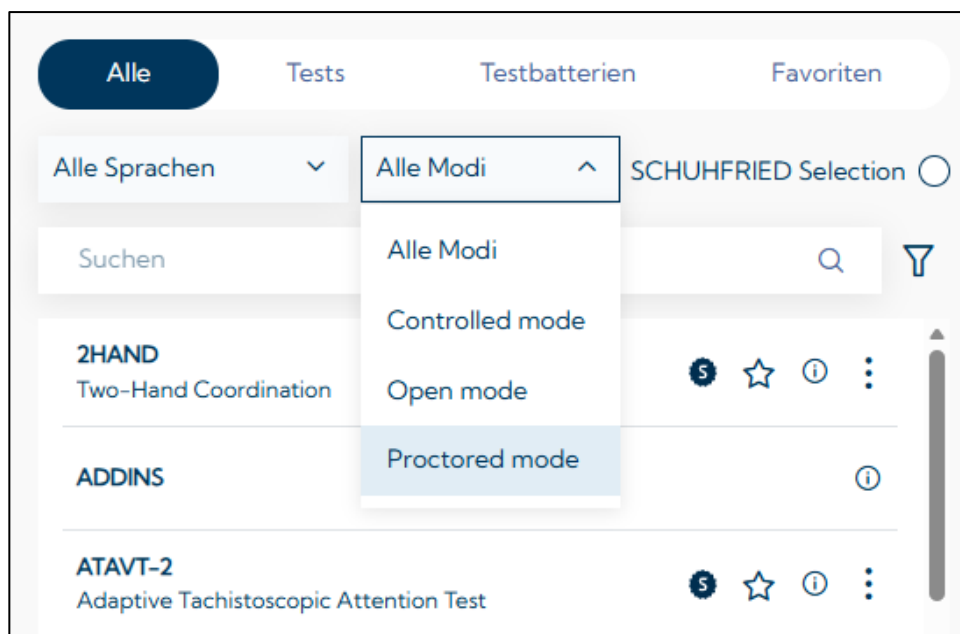 Alle Tests Testbatterien Favoriten
Alle Sprachen Alle Modi SCHUHFRIED Selection
Alle Modi
Suchen
Controlled mode
2HAND
Two-Hand Coordination
Open mode
Proctored mode
ADDINS
ATAVT-2
Adaptive Tachistoscopic Attention Test